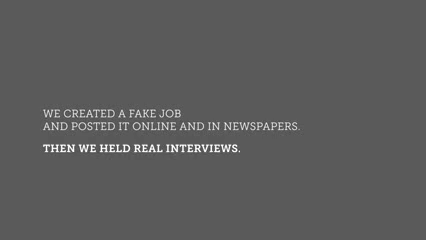 WE CREATED A FAKE JOB
AND POSTED IT ONLINE AND IN NEWSPAPERS.
THEN WE HELD REAL INTERVIEWS.